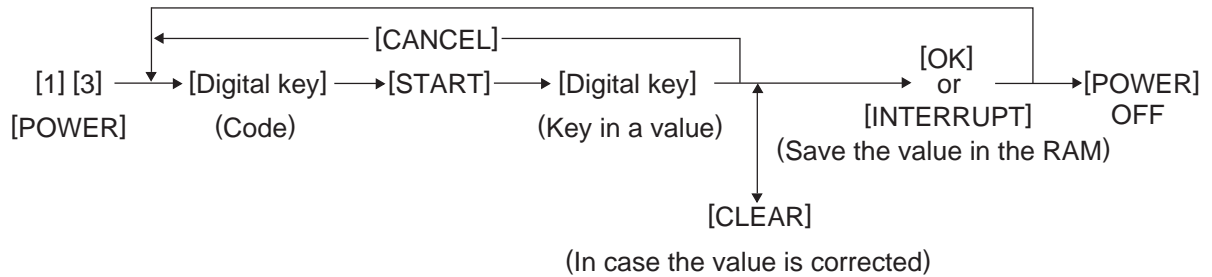 [CANCEL]
[1] [3]
[POWER]
[Digital key]
(Code)
[START]
[Digital key]
(Key in a value)
[OK]
or
[INTERRUPT]
(Save the value in the RAM)
[POWER]
OFF
[CLEAR]
(In case the value is corrected)